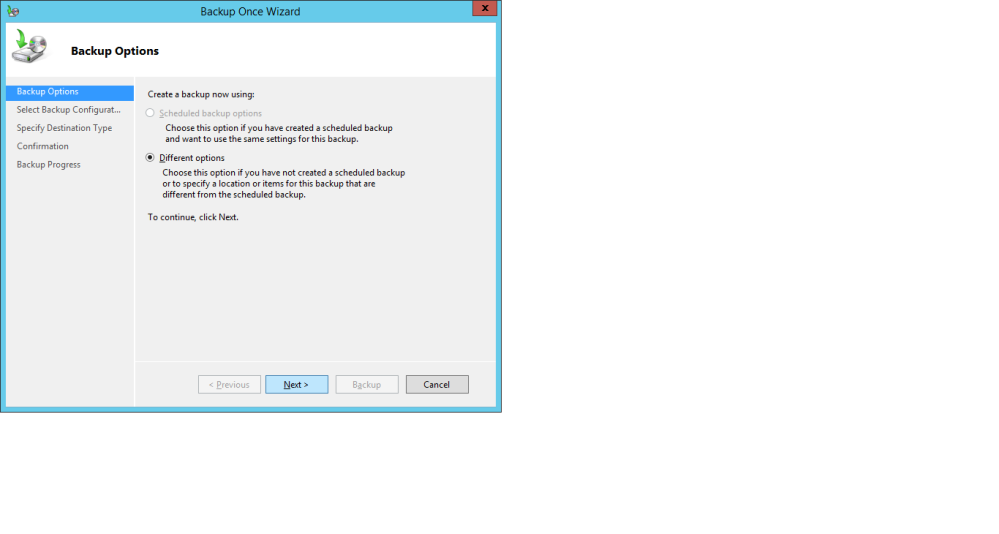 Backup Once Wizard
x
Backup Options
Backup Options
Select Backup Configurat...
Specify Destination Type
Confirmation
Backup Progress
Create a backup now using:
Scheduled backup options
Choose this option if you have created a scheduled backup
and want to use the same settings for this backup.
Different options
Choose this option if you have not created a scheduled backup
or to specify a location or items for this backup that are
different from the scheduled backup.
To continue, click Next.
< Previous
Next >
Backup
Cancel